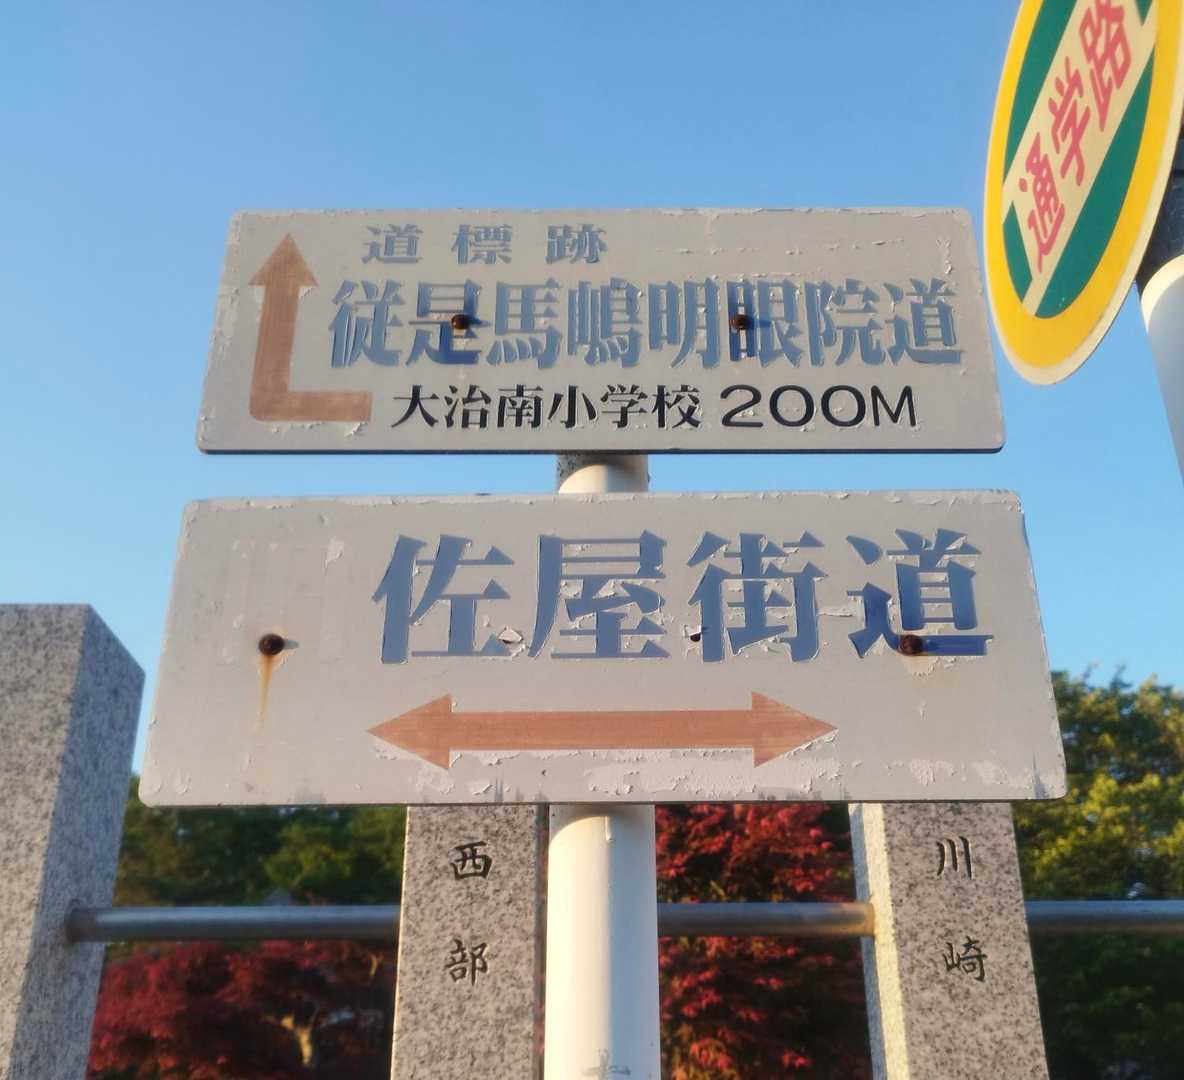 通学路
道標跡
従是馬嶋明眼院道
大治南小学校 200M
佐屋街道
西部
川崎